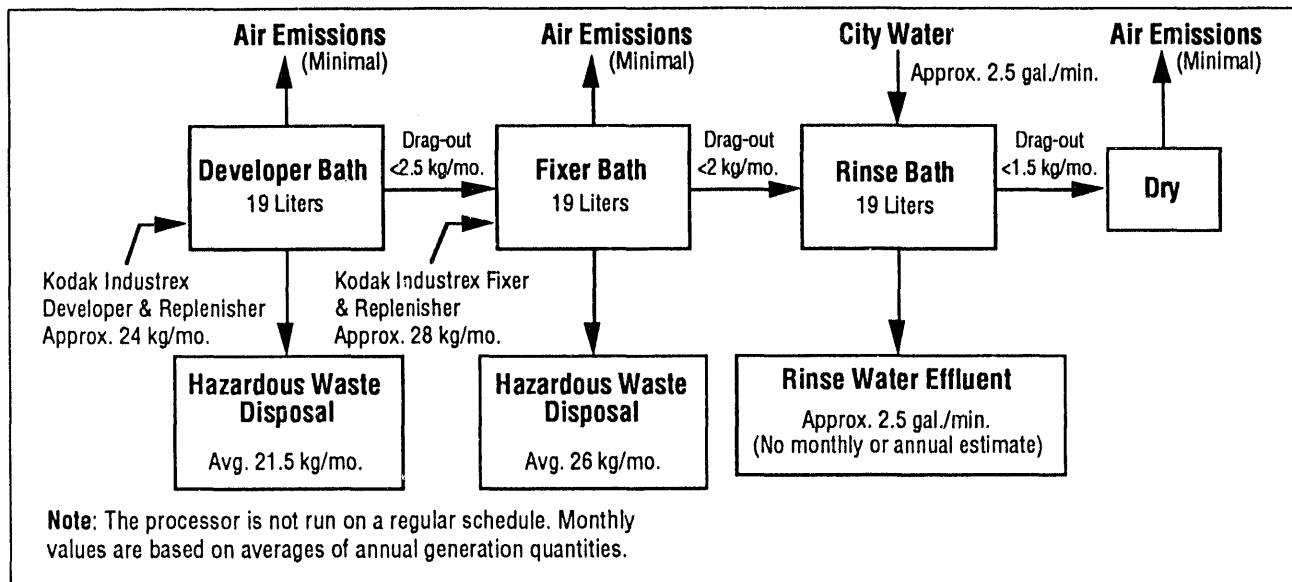 Air Emissions
(Minimal)
Air Emissions
(Minimal)
City Water
Approx. 2.5 gal./min.
Air Emissions
(Minimal)
Developer Bath
19 Liters
Drag-out
<2.5 kg/mo.
Fixer Bath
19 Liters
Drag-out
<2 kg/mo.
Rinse Bath
19 Liters
Drag-out
<1.5 kg/mo.
Dry
Kodak Industrex
Developer & Replenisher
Approx. 24 kg/mo.
Kodak Industrex Fixer
& Replenisher
Approx. 28 kg/mo.
Hazardous Waste
Disposal
Avg. 21.5 kg/mo.
Hazardous Waste
Disposal
Avg. 26 kg/mo.
Rinse Water Effluent
Approx. 2.5 gal./min.
(No monthly or annual estimate)
Note: The processor is not run on a regular schedule. Monthly
values are based on averages of annual generation quantities.